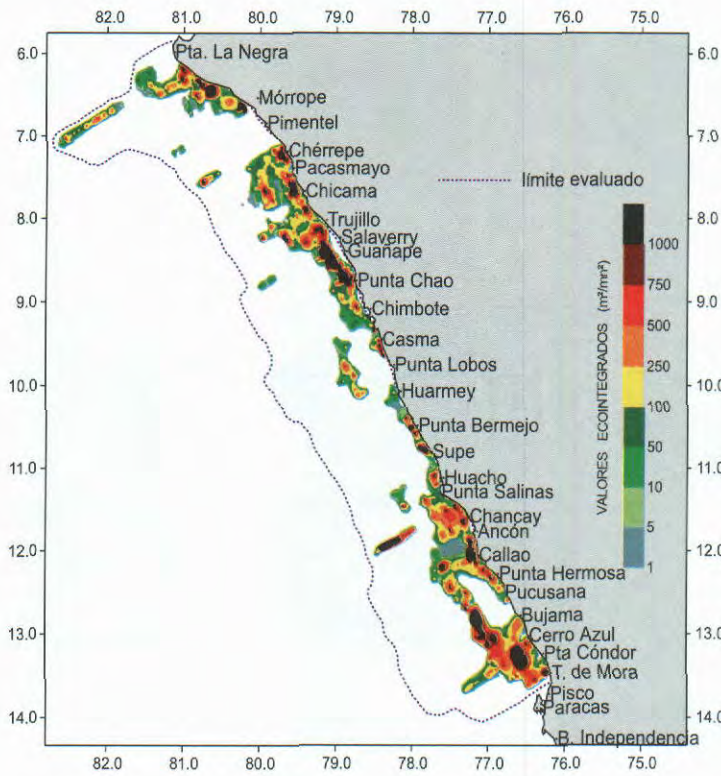 82.0 81.0 80.0 79.0 78.0 77.0 76.0 75.0
6.0
7.0
8.0
9.0
10.0
11.0
12.0
13.0
14.0
Pta. La Negra
Mórrope
Pimentel
Chérrepe
Pacasmayo
Chicama
Trujillo
Salaverry
Guañape
Punta Chao
Chimbote
Casma
Punta Lobos
Huarmey
Punta Bermejo
Supe
Huacho
Punta Salinas
Chancay
Ancón
Callao
Punta Hermosa
Pucusana
Bujama
Cerro Azul
Pta Cóndor
T. de Mora
Pisco
Paracas
B. Independencia
límite evaluado
VALORES ECOINTEGRADOS (m²/mn²)
1000
750
500
250
100
50
10
5
1
6.0
7.0
8.0
9.0
10.0
11.0
12.0
13.0
14.0
82.0 81.0 80.0 79.0 78.0 77.0 76.0 75.0